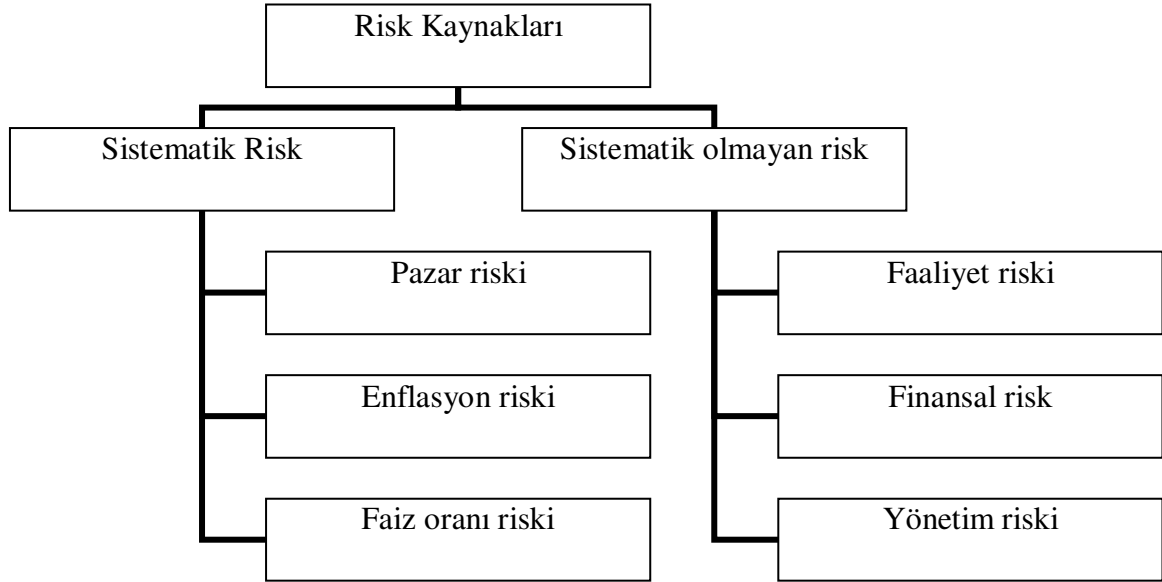 Risk Kaynakları
Sistematik Risk
Sistematik olmayan risk
Pazar riski
Faaliyet riski
Enflasyon riski
Finansal risk
Faiz oranı riski
Yönetim riski